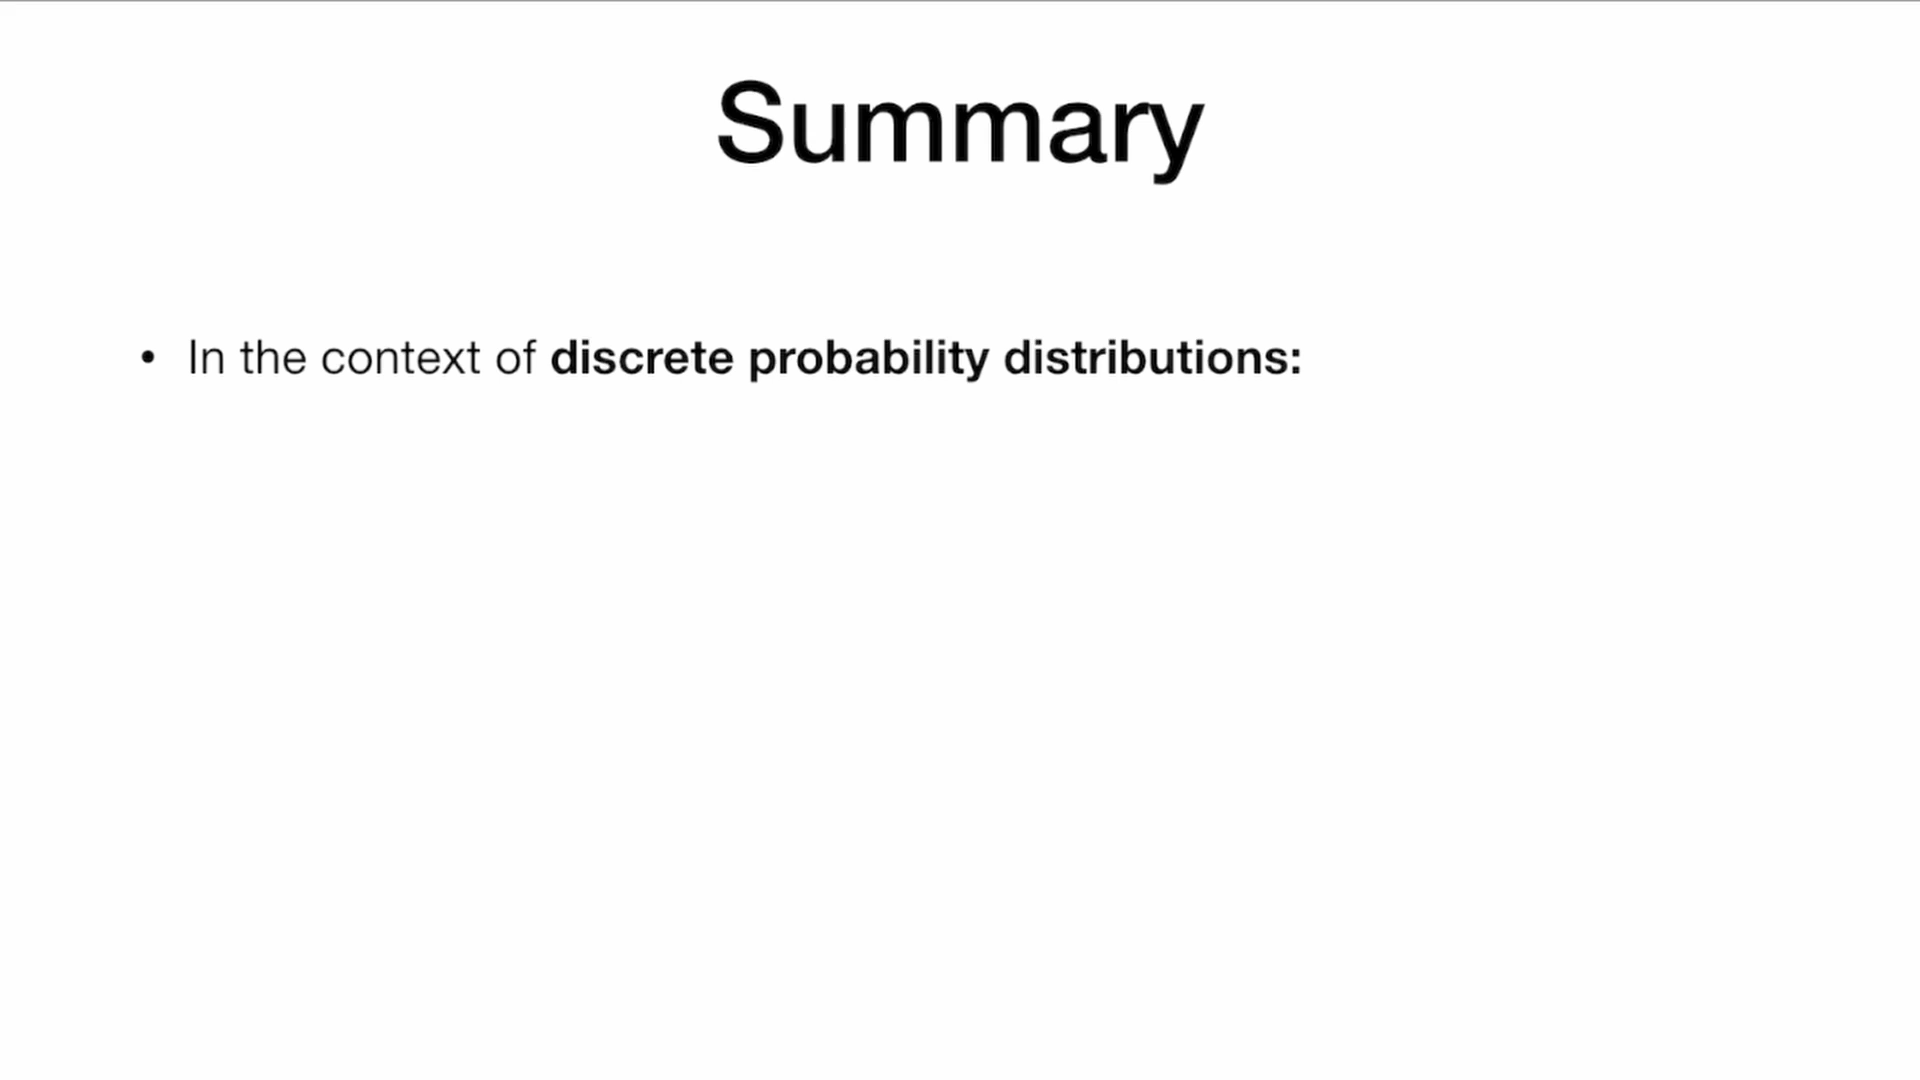 Summary
• In the context of discrete probability distributions: